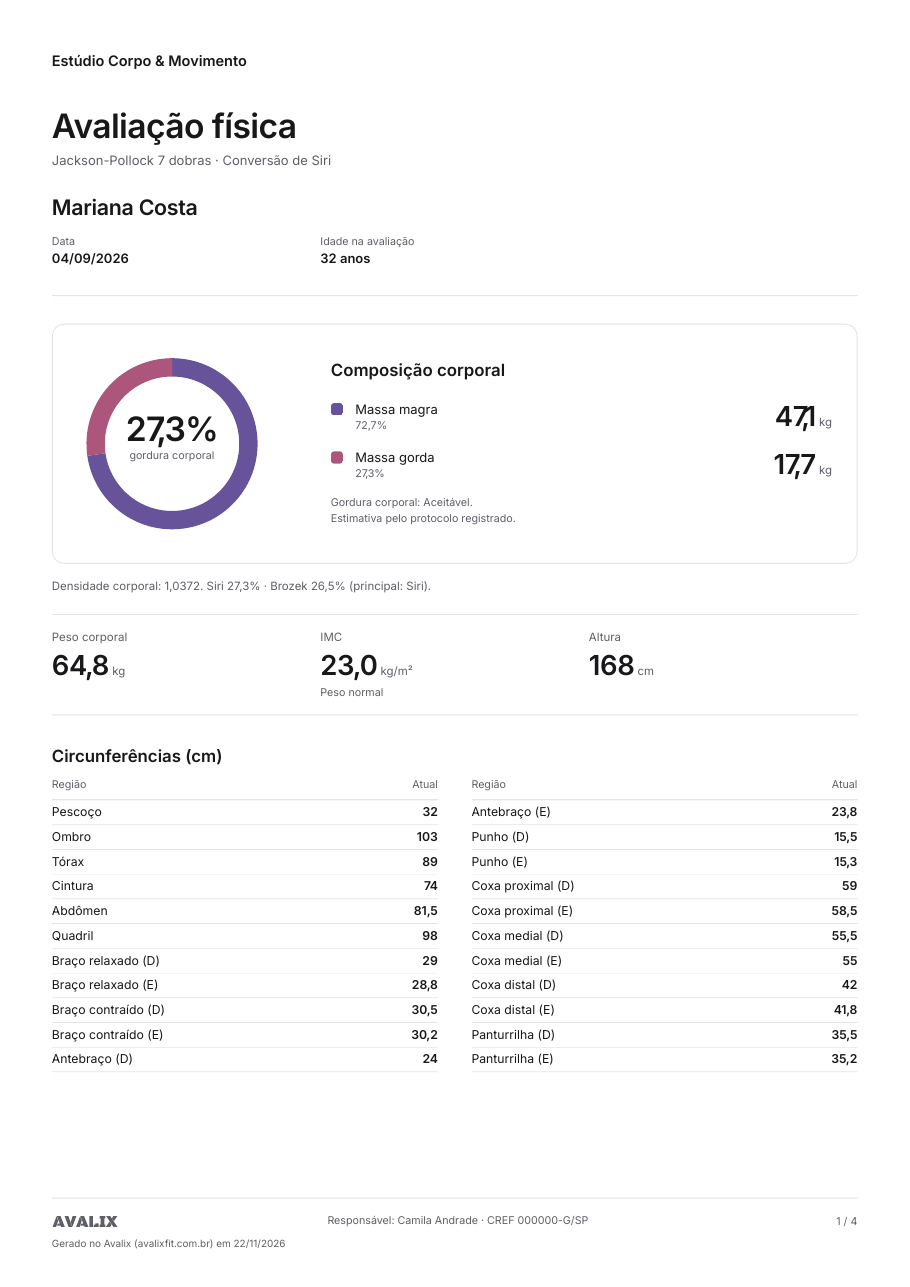 Estúdio Corpo & Movimento
Avaliação física
Jackson-Pollock 7 dobras · Conversão de Siri
Mariana Costa
Data
04/09/2026
Idade na avaliação
32 anos
27,3%
gordura corporal
Composição corporal
Massa magra
72,7%
47,1 kg
Massa gorda
27,3%
17,7 kg
Gordura corporal: Aceitável.
Estimativa pelo protocolo registrado.
Densidade corporal: 1,0372. Siri 27,3% · Brozek 26,5% (principal: Siri).
Peso corporal
64,8 kg
IMC
23,0 kg/m²
Peso normal
Altura
168 cm
Circunferências (cm)
Região Atual
Pescoço 32
Ombro 103
Tórax 89
Cintura 74
Abdômen 81,5
Quadril 98
Braço relaxado (D) 29
Braço relaxado (E) 28,8
Braço contraído (D) 30,5
Braço contraído (E) 30,2
Antebraço (D) 24
Região Atual
Antebraço (E) 23,8
Punho (D) 15,5
Punho (E) 15,3
Coxa proximal (D) 59
Coxa proximal (E) 58,5
Coxa medial (D) 55,5
Coxa medial (E) 55
Coxa distal (D) 42
Coxa distal (E) 41,8
Panturrilha (D) 35,5
Panturrilha (E) 35,2
AVALIX
Responsável: Camila Andrade · CREF 000000-G/SP
1 / 4
Gerado no Avalix (avalixfit.com.br) em 22/11/2026